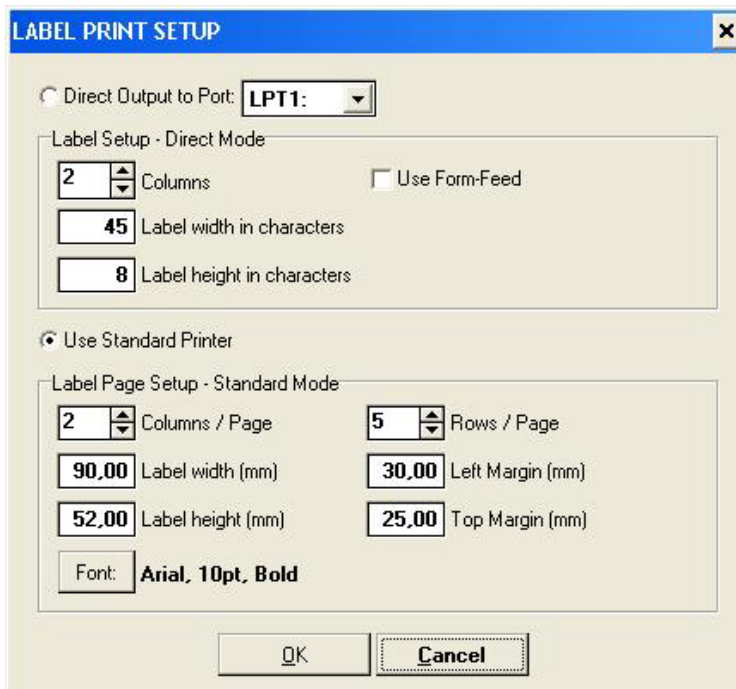 LABEL PRINT SETUP
Direct Output to Port: LPT1:
Label Setup - Direct Mode
2 Columns Use Form-Feed
45 Label width in characters
8 Label height in characters
Use Standard Printer
Label Page Setup - Standard Mode
2 Columns / Page 5 Rows / Page
90,00 Label width (mm) 30,00 Left Margin (mm)
52,00 Label height (mm) 25,00 Top Margin (mm)
Font: Arial, 10pt, Bold
OK Cancel